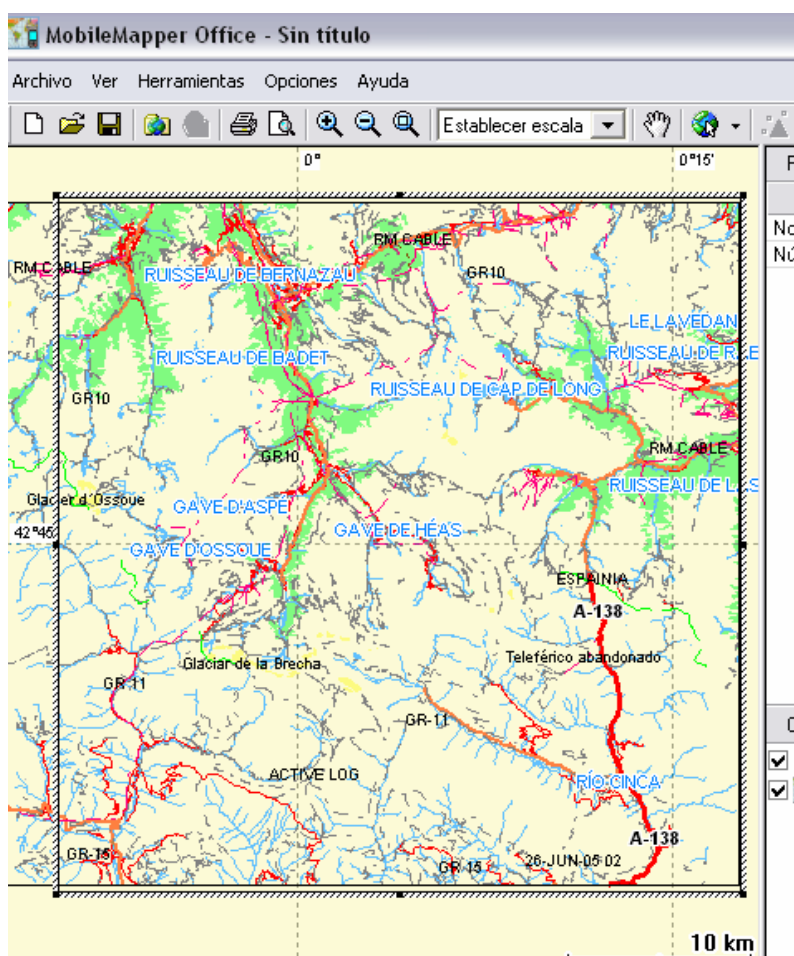 MobileMapper Office - Sin título
Archivo Ver Herramientas Opciones Ayuda
Establecer escala
0° 0°15'
RM CABLE
RM CABLE RUISSEAU DE BERNAZAU GR10
LE LAVEDAN
RUISSEAU DE BADET
RUISSEAU DE CAP DE LONG
GR10
GR10 RM CABLE
Glacier d'Ossoue GAVE D'ASPÉ
GAVE DE HÉAS
42°45'
GAVE D'OSSOUE
ESPAINIA
A-138
Glaciar de la Brecha Teleférico abandonado
GR-11
GR-11
ACTIVE LOG RÍO CINCA
A-138
GR-15 GR 15 26-JUN-05 02
10 km